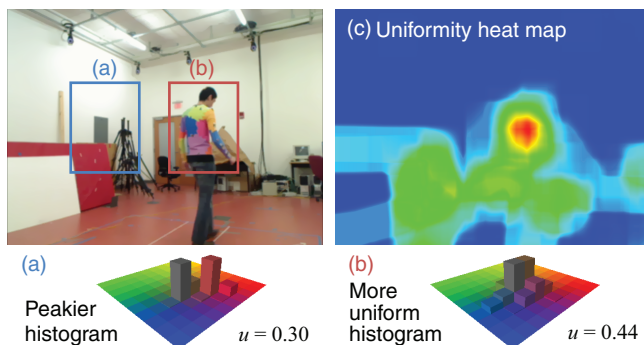 (a)
(b)
(c) Uniformity heat map
(a)
Peakier
histogram
u = 0.30
(b)
More
uniform
histogram
u = 0.44